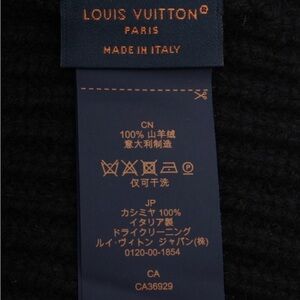 LOUIS VUITTON
PARIS
MADE IN ITALY
CN
100% 山羊绒
意大利制造
仅可干洗
JP
カシミヤ 100%
イタリア製
ドライクリーニング
ルイ・ヴィトン ジャパン(株)
0120-00-1854
CA
CA36929